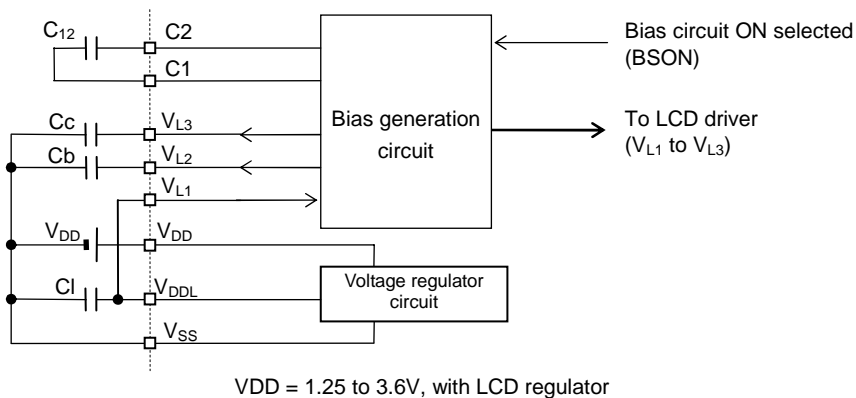 C12
C2
Bias circuit ON selected
(BSON)
C1
Cc
VL3
Bias generation
circuit
To LCD driver
(VL1 to VL3)
Cb
VL2
VL1
VDD
VDD
Voltage regulator
circuit
Cl
VDDL
VSS
VDD = 1.25 to 3.6V, with LCD regulator